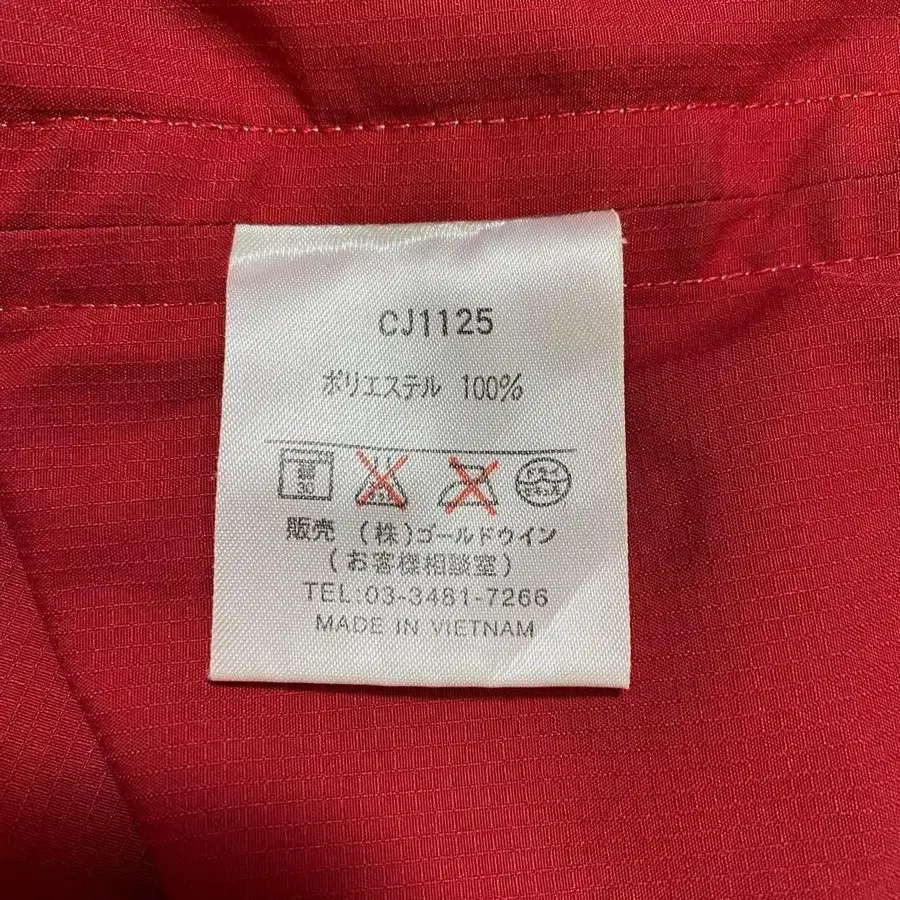 CJ1125
ポリエステル 100%
30
販売 (株)ゴールドウイン
(お客様相談室)
TEL:03-3481-7266
MADE IN VIETNAM